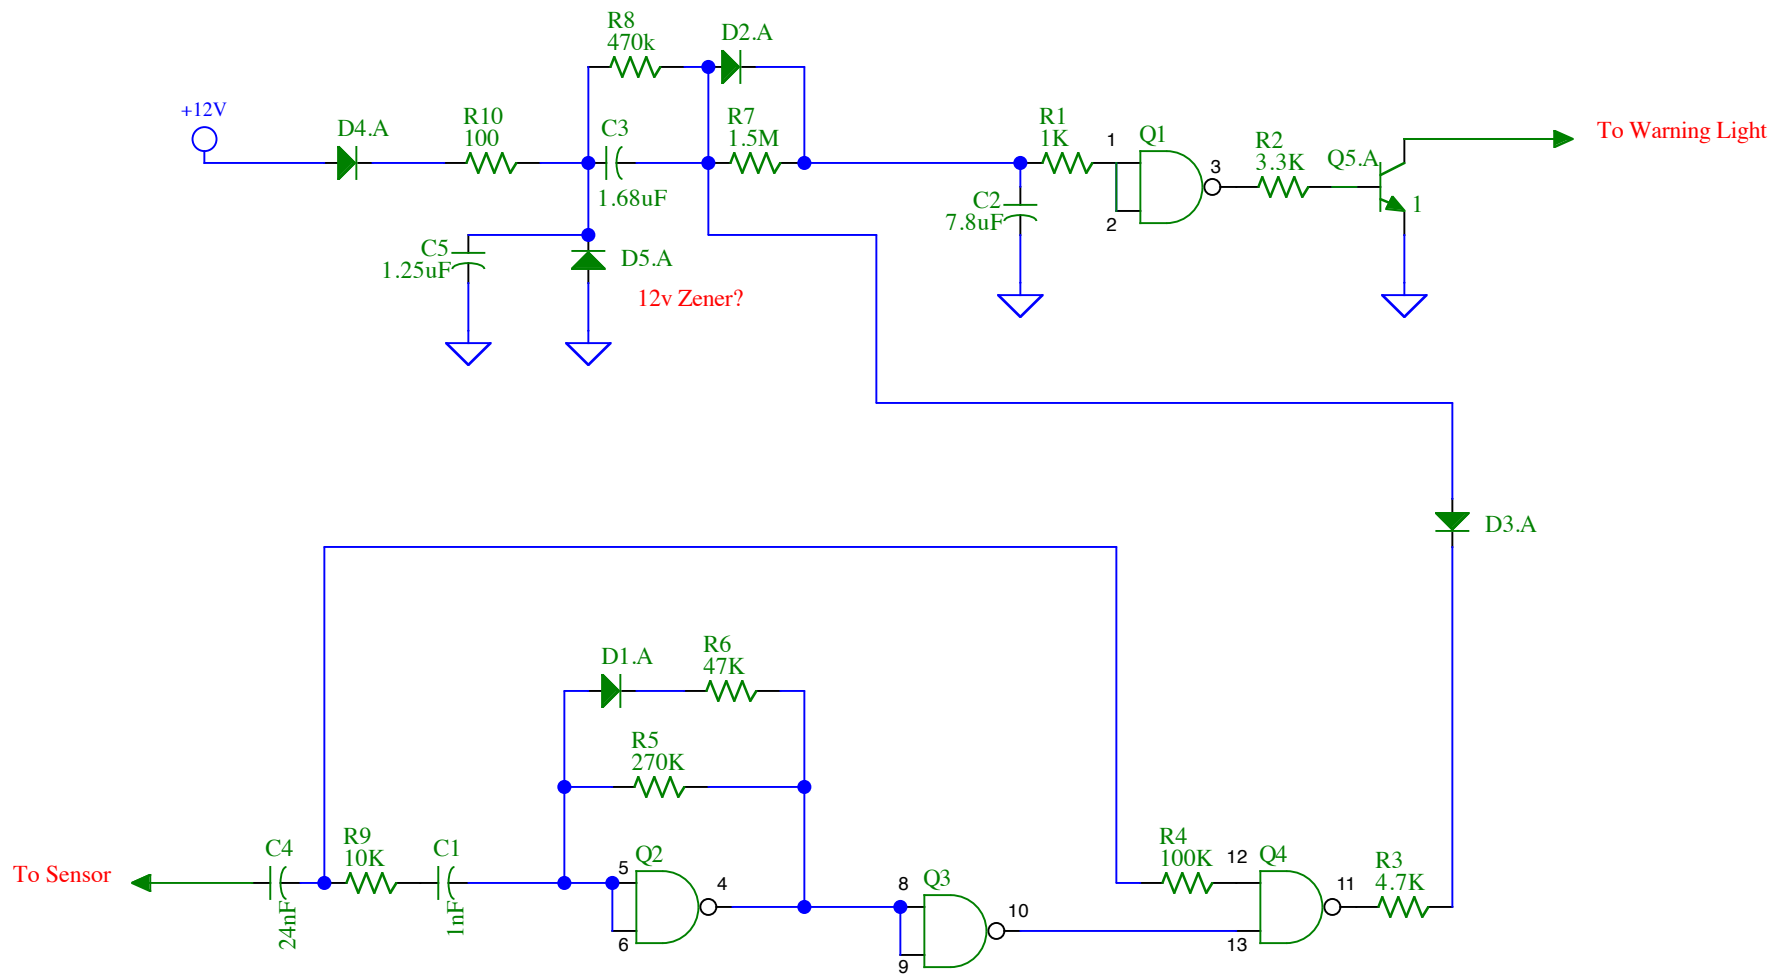 R8
470k
D2.A
+12V
D4.A
R10
100
C3
1.68uF
R7
1.5M
R1
1K
1
2
Q1
3
R2
3.3K
Q5.A
1
To Warning Light
C2
7.8uF
C5
1.25uF
D5.A
12v Zener?
D3.A
D1.A
R6
47K
R5
270K
To Sensor
C4
24nF
R9
10K
C1
1nF
5
6
Q2
4
8
9
Q3
10
R4
100K
12
13
Q4
11
R3
4.7K